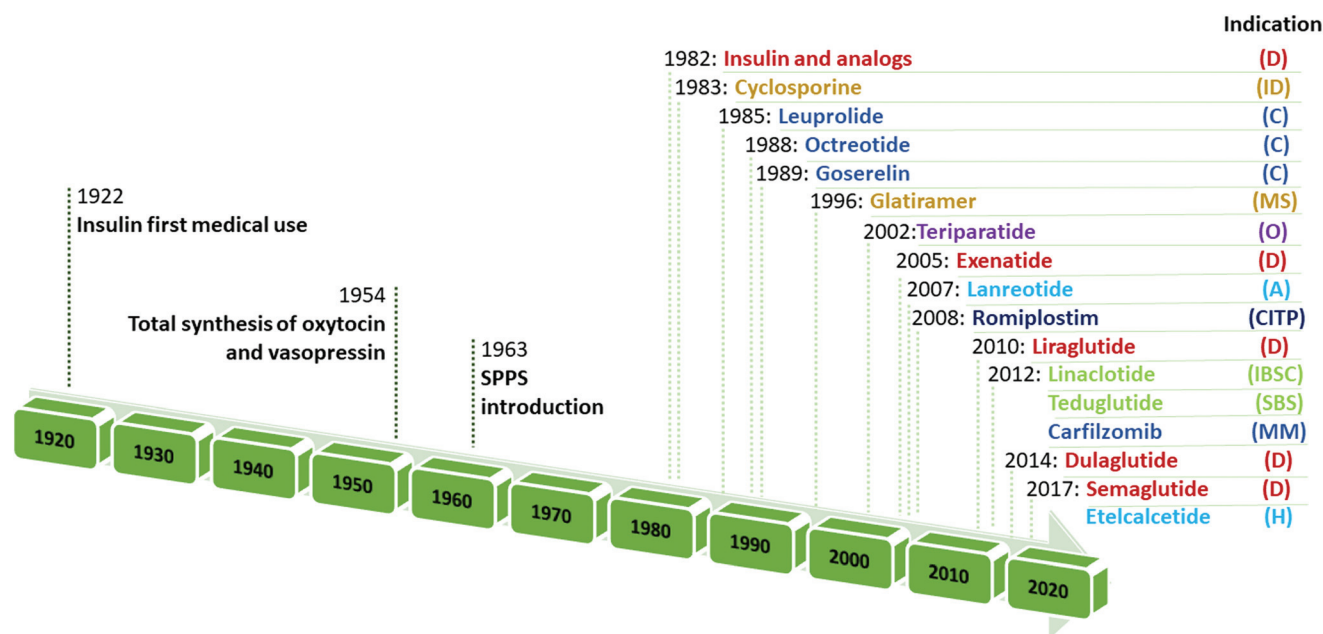 Indication
1982: Insulin and analogs (D)
1983: Cyclosporine (ID)
1985: Leuprolide (C)
1988: Octreotide (C)
1989: Goserelin (C)
1996: Glatiramer (MS)
2002:Teriparatide (O)
2005: Exenatide (D)
2007: Lanreotide (A)
2008: Romiplostim (CITP)
2010: Liraglutide (D)
2012: Linaclotide (IBSC)
Teduglutide (SBS)
Carfilzomib (MM)
2014: Dulaglutide (D)
2017: Semaglutide (D)
Etelcalcetide (H)
1922
Insulin first medical use
1954
Total synthesis of oxytocin
and vasopressin
1963
SPPS
introduction
1920
1930
1940
1950
1960
1970
1980
1990
2000
2010
2020